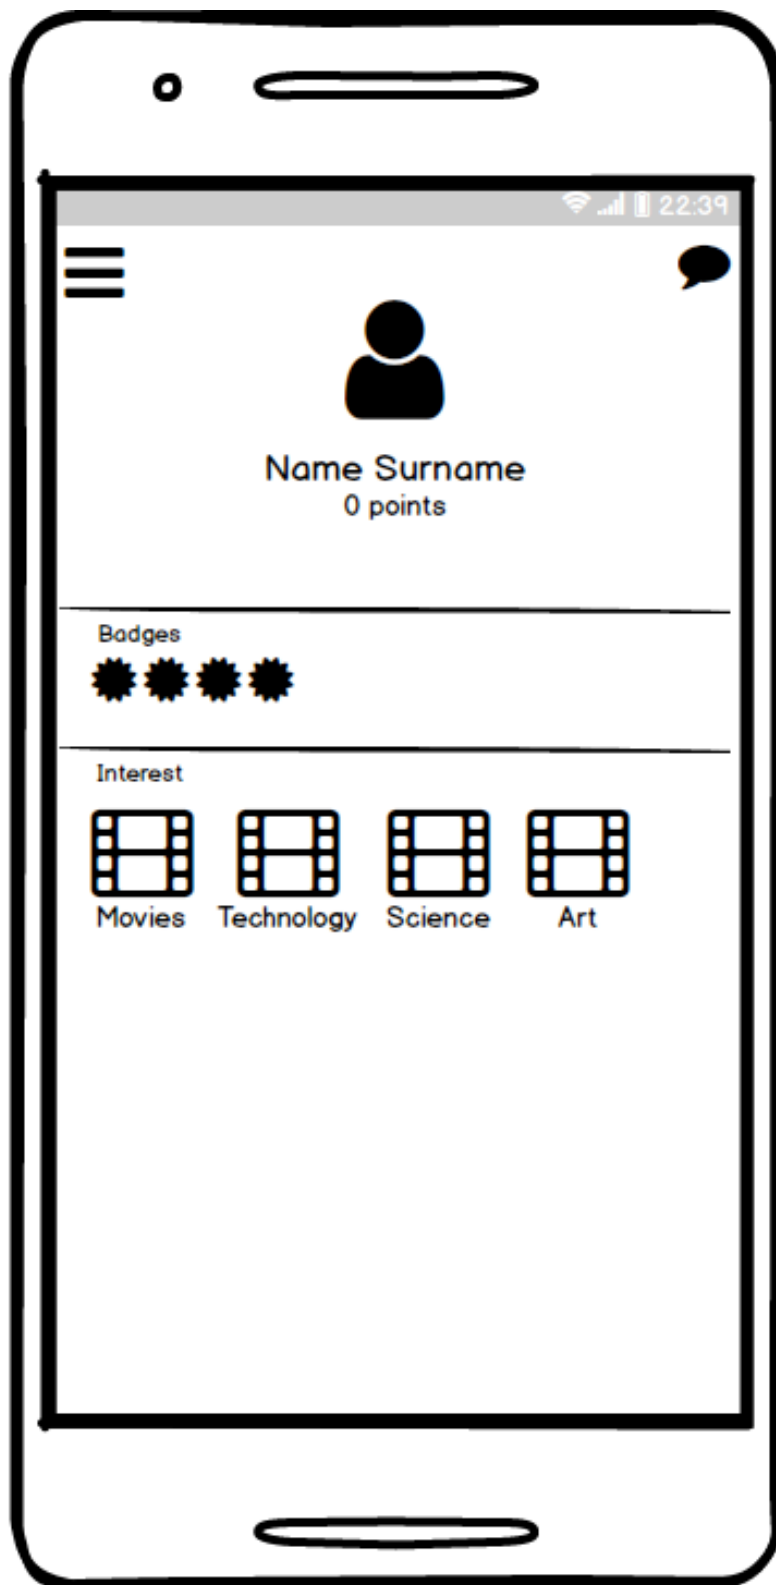 22:39
Name Surname
0 points
Badges
Interest
Movies Technology Science Art